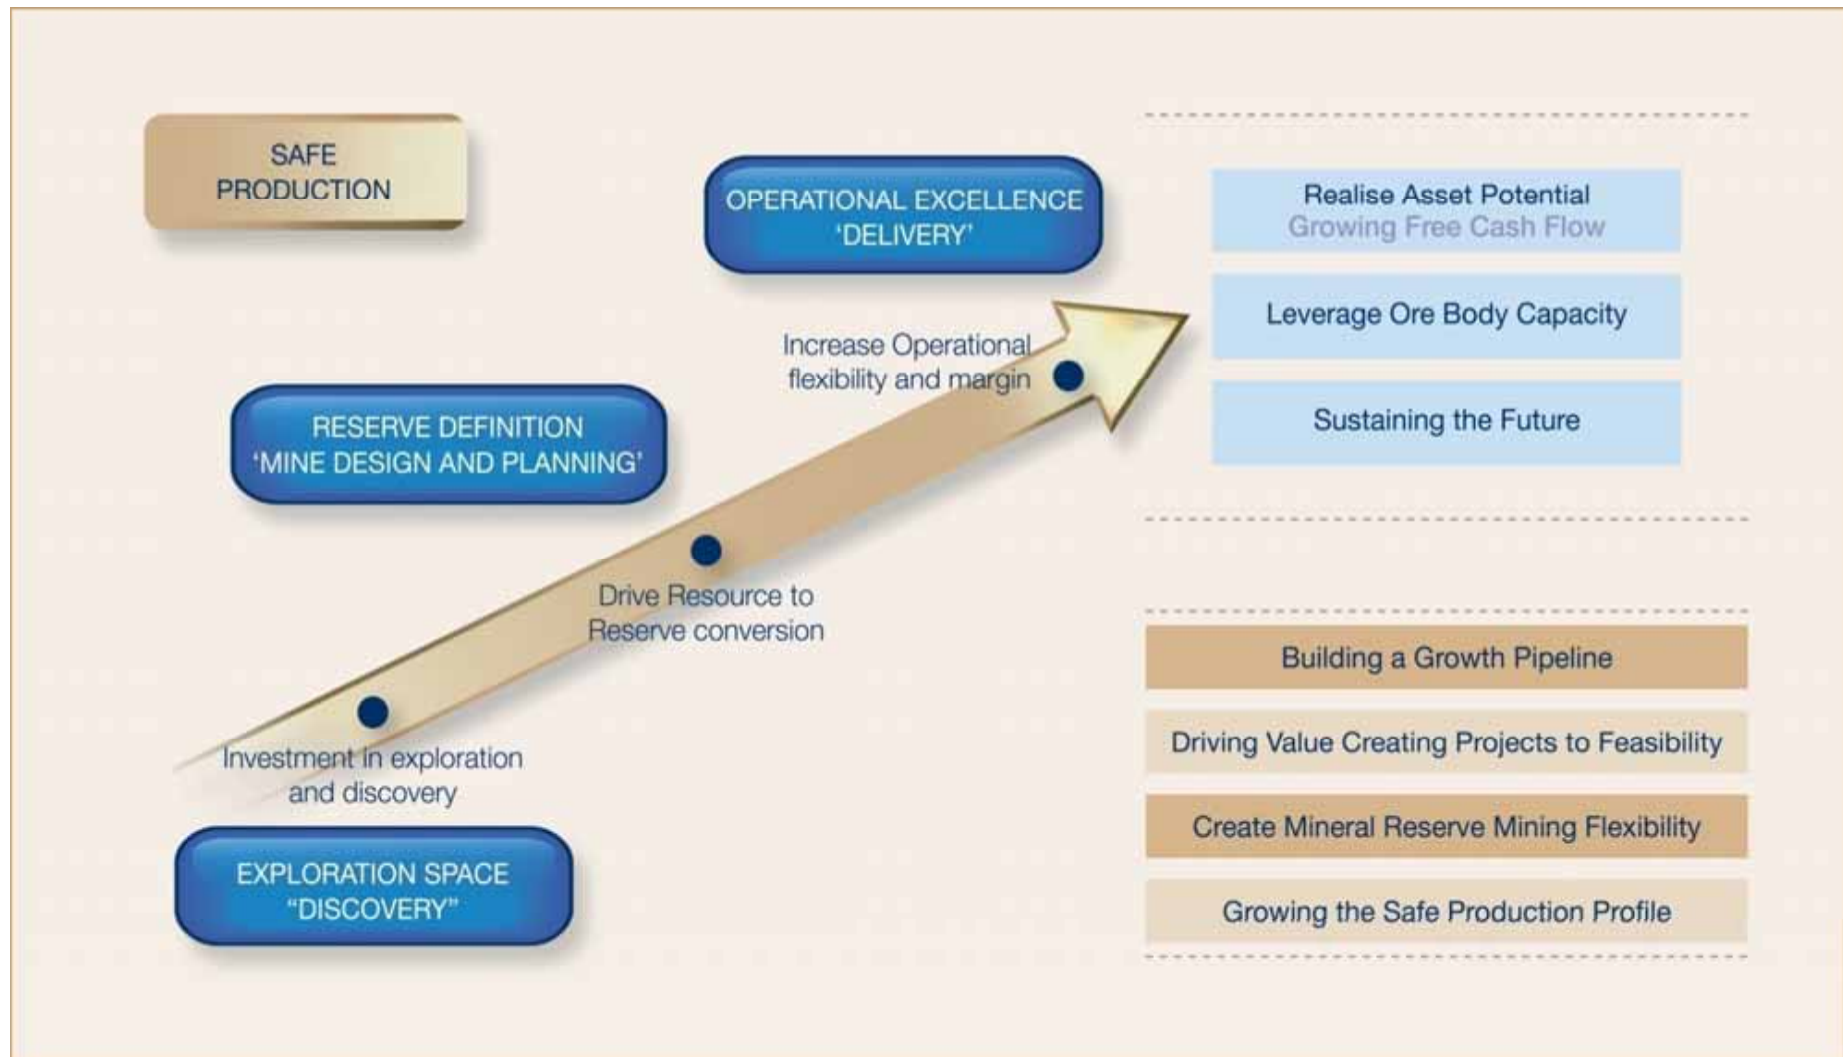 SAFE
PRODUCTION
OPERATIONAL EXCELLENCE
‘DELIVERY’
Increase Operational
flexibility and margin
RESERVE DEFINITION
‘MINE DESIGN AND PLANNING’
Drive Resource to
Reserve conversion
Investment in exploration
and discovery
EXPLORATION SPACE
“DISCOVERY”
Realise Asset Potential
Growing Free Cash Flow
Leverage Ore Body Capacity
Sustaining the Future
Building a Growth Pipeline
Driving Value Creating Projects to Feasibility
Create Mineral Reserve Mining Flexibility
Growing the Safe Production Profile